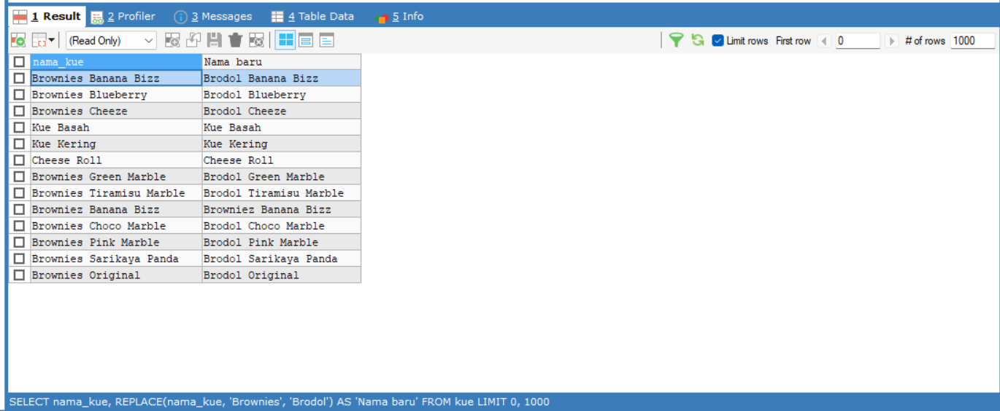 1 Result 2 Profiler 3 Messages 4 Table Data 5 Info
(Read Only) Limit rows First row 0 # of rows 1000
nama_kue Nama baru
Brownies Banana Bizz Brodol Banana Bizz
Brownies Blueberry Brodol Blueberry
Brownies Cheeze Brodol Cheeze
Kue Basah Kue Basah
Kue Kering Kue Kering
Cheese Roll Cheese Roll
Brownies Green Marble Brodol Green Marble
Brownies Tiramisu Marble Brodol Tiramisu Marble
Browniez Banana Bizz Browniez Banana Bizz
Brownies Choco Marble Brodol Choco Marble
Brownies Pink Marble Brodol Pink Marble
Brownies Sarikaya Panda Brodol Sarikaya Panda
Brownies Original Brodol Original
SELECT nama_kue, REPLACE(nama_kue, 'Brownies', 'Brodol') AS 'Nama baru' FROM kue LIMIT 0, 1000